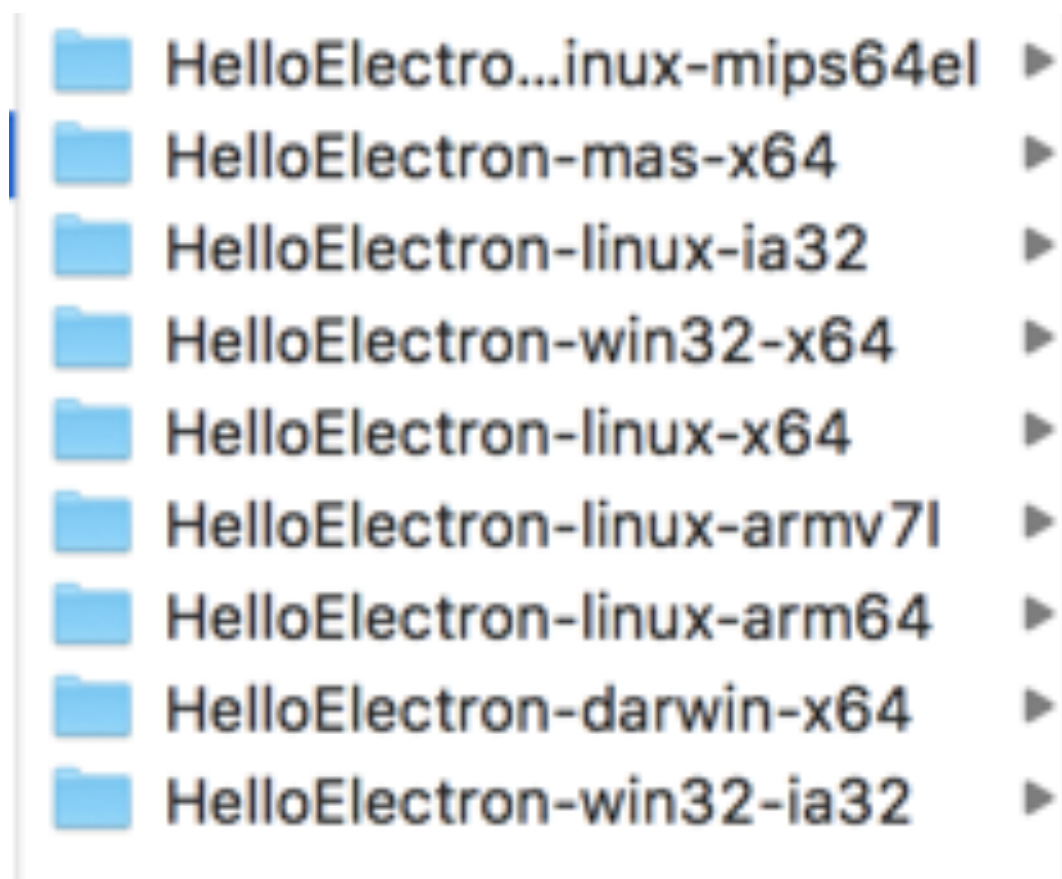 HelloElectro...inux-mips64el
HelloElectron-mas-x64
HelloElectron-linux-ia32
HelloElectron-win32-x64
HelloElectron-linux-x64
HelloElectron-linux-armv7l
HelloElectron-linux-arm64
HelloElectron-darwin-x64
HelloElectron-win32-ia32